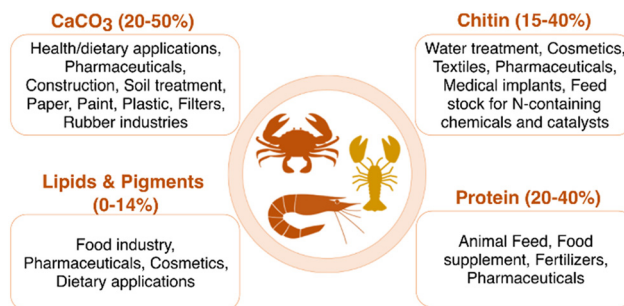 CaCO₃ (20-50%)
Health/dietary applications,
Pharmaceuticals,
Construction, Soil treatment,
Paper, Paint, Plastic, Filters,
Rubber industries
Chitin (15-40%)
Water treatment, Cosmetics,
Textiles, Pharmaceuticals,
Medical implants, Feed
stock for N-containing
chemicals and catalysts
Lipids & Pigments
(0-14%)
Food industry,
Pharmaceuticals, Cosmetics,
Dietary applications
Protein (20-40%)
Animal Feed, Food
supplement, Fertilizers,
Pharmaceuticals